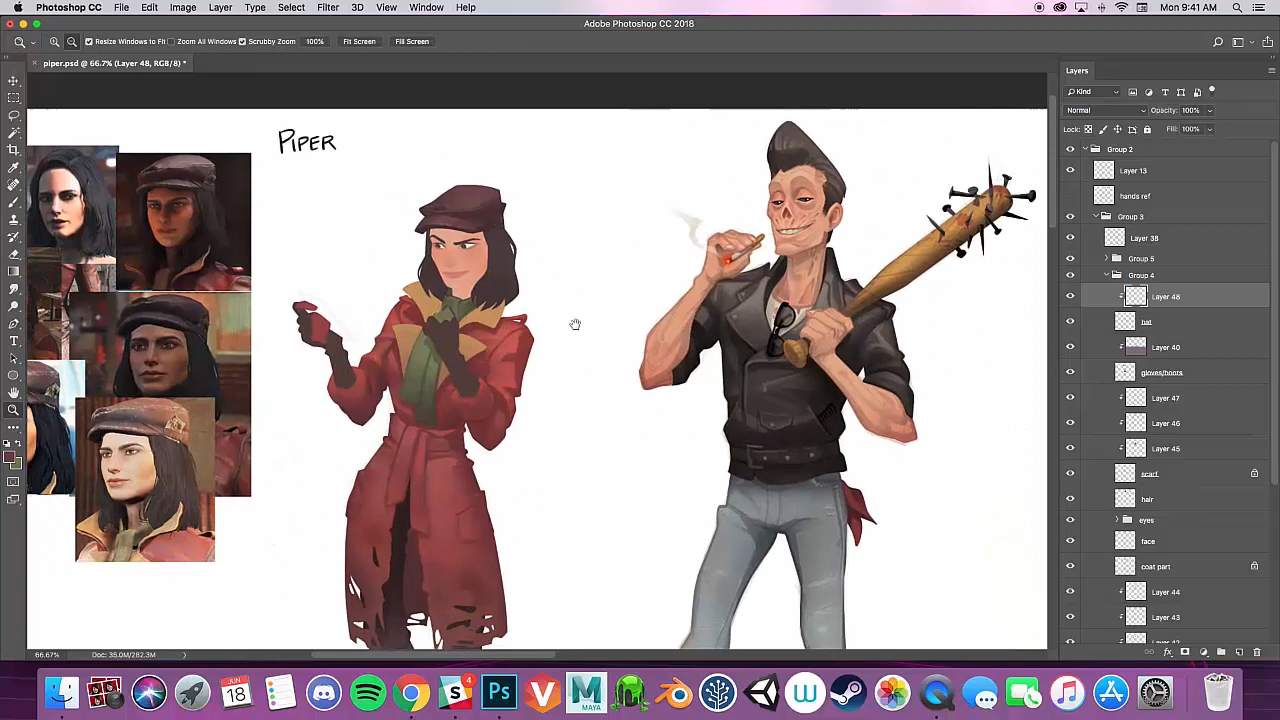 Photoshop CC File Edit Image Layer Type Select Filter 3D View Window Help Mon 9:41 AM
Adobe Photoshop CC 2018
Resize Windows to Fit Zoom All Windows Scrubby Zoom 100% Fit Screen Fill Screen
piper.psd @ 66.7% (Layer 48, RGB/8) *
Layers
Kind
Normal Opacity: 100%
Lock: Fill: 100%
PIPER
Group 2
Layer 13
hands ref
Group 3
Layer 38
Group 5
Group 4
Layer 48
hat
Layer 40
gloves/boots
Layer 47
Layer 46
Layer 45
scarf
hair
eyes
face
coat part
Layer 44
Layer 43
66.67% Doc: 35.0M/282.3M
JUN
18
4
Ps
MAYA